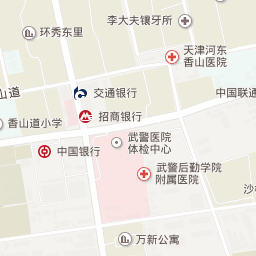 李大夫镶牙所
环秀东里
天津河东
香山医院
山道
交通银行
中国联通
招商银行
香山道小学
武警医院
体检中心
中国银行
武警后勤学院
附属医院
沙
万新公寓